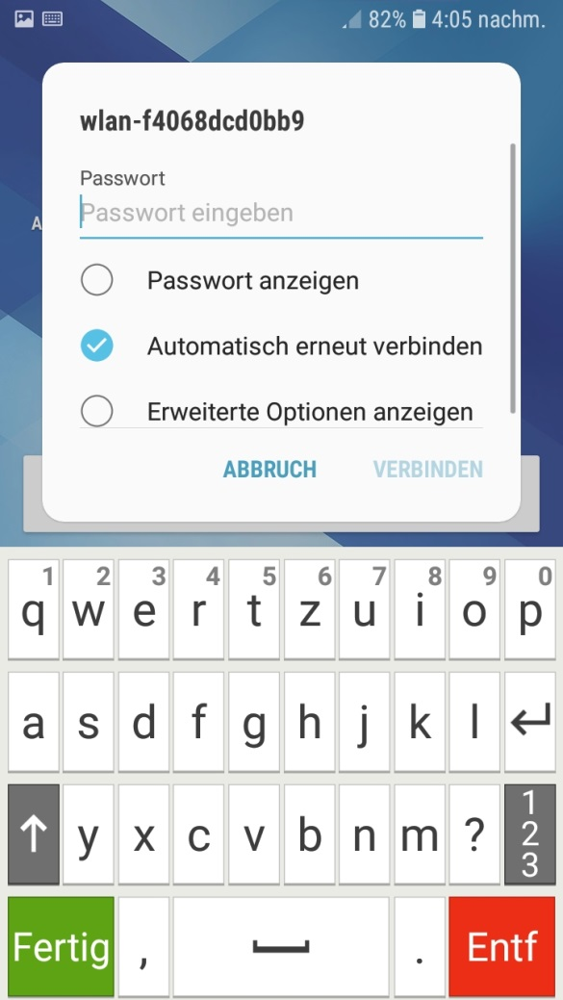 82% 4:05 nachm.
wlan-f4068dcd0bb9
A
Passwort
Passwort eingeben
Passwort anzeigen
Automatisch erneut verbinden
Erweiterte Optionen anzeigen
ABBRUCH VERBINDEN
1 2 3 4 5 6 7 8 9 0
q w e r t z u i o p
a s d f g h j k l
y x c v b n m ? 1 2 3
Fertig , . Entf